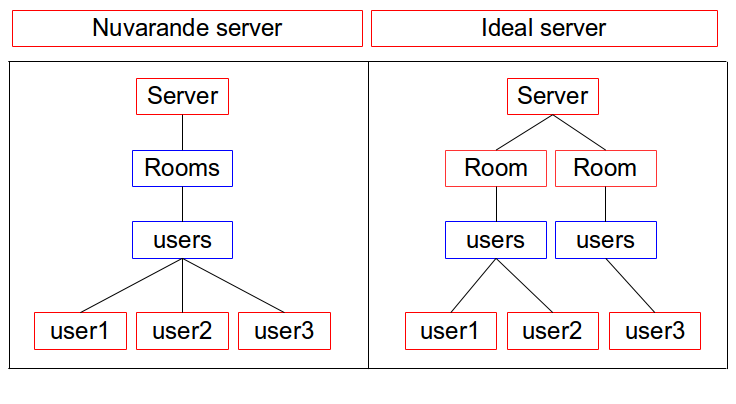 Nuvarande server
Ideal server
Server
Rooms
users
user1 user2 user3
Server
Room Room
users users
user1 user2 user3